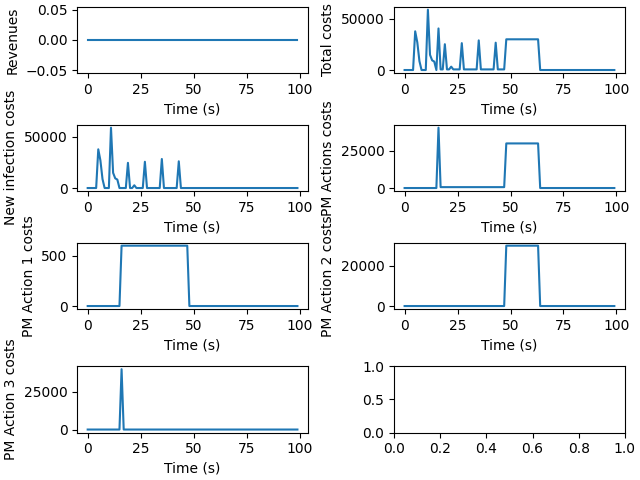 Revenues
0.05
0.00
−0.05
0 25 50 75 100
Time (s)
Total costs
50000
0
0 25 50 75 100
Time (s)
New infection costs
50000
0
0 25 50 75 100
Time (s)
PM Actions costs
25000
0
0 25 50 75 100
Time (s)
PM Action 1 costs
500
0
0 25 50 75 100
Time (s)
PM Action 2 costs
20000
0
0 25 50 75 100
Time (s)
PM Action 3 costs
25000
0
0 25 50 75 100
Time (s)
1.0
0.5
0.0
0.0 0.2 0.4 0.6 0.8 1.0